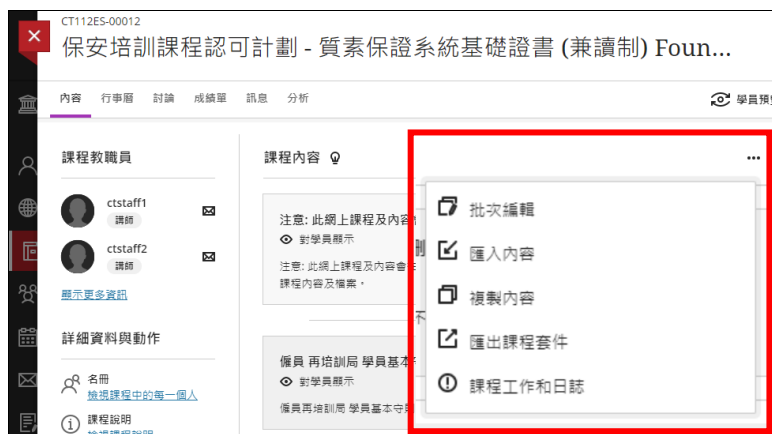 CT112ES-00012
保安培訓課程認可計劃 - 質素保證系統基礎證書 (兼讀制) Foun...
內容 行事曆 討論 成績單 訊息 分析
學員預
課程教職員
ctstaff1
講師
ctstaff2
講師
顯示更多資訊
詳細資料與動作
名冊
檢視課程中的每一個人
課程說明
課程內容
注意: 此網上課程及內容
對學員顯示
注意: 此網上課程及內容會
課程內容及檔案。
僱員 再培訓局 學員基本
對學員顯示
僱員再培訓局 學員基本守
批次編輯
匯入內容
複製內容
匯出課程套件
課程工作和日誌